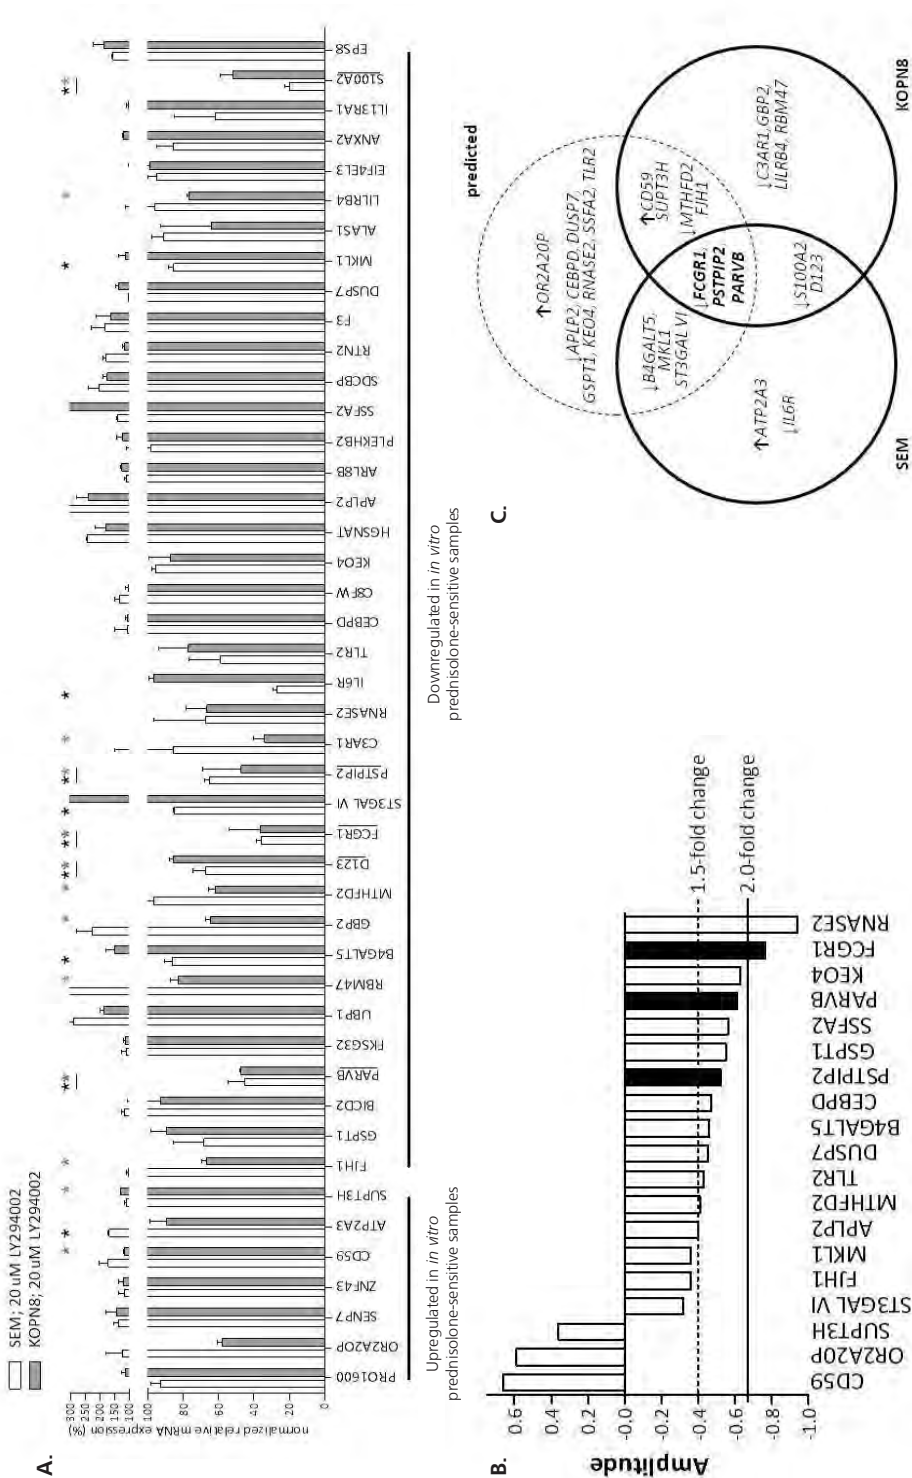 A.
SEM; 20 uM LY294002
KOPN8; 20 uM LY294002
normalized relative mRNA expression (%)
300
250
200
150
100
100
80
60
40
20
0
PRO1600
OR2A20P
SENP7
ZNF43
CD59
ATP2A3
SUPT3H
FJH1
GSPT1
BICD2
PARVB
FKSG32
UBP1
RBM47
B4GALT5
GBP2
MTHFD2
D123
FCGR1
ST3GAL VI
PSTPIP2
C3AR1
RNASE2
IL6R
TLR2
CEBPD
C8FW
KEO4
HGSNAT
APLP2
ARL8B
PLEKHB2
SSFA2
SDCBP
RTN2
F3
DUSP7
MKL1
ALAS1
LILRB4
EIF4EL3
ANXA2
IL13RA1
S100A2
EPS8
Upregulated in in vitro
prednisolone-sensitive samples
Downregulated in in vitro
prednisolone-sensitive samples
B.
Amplitude
0.6
0.4
0.2
-0.0
-0.2
-0.4
-0.6
-0.8
-1.0
CD59
OR2A20P
SUPT3H
ST3GAL VI
FJH1
MKL1
APLP2
MTHFD2
TLR2
DUSP7
B4GALT5
CEBPD
PSTPIP2
GSPT1
SSFA2
PARVB
KEO4
FCGR1
RNASE2
1.5-fold change
2.0-fold change
C.
predicted
↑OR2A20P
↓APLP2, CEBPD, DUSP7,
GSPT1, KEO4, RNASE2, SSFA2, TLR2
↓B4GALT5,
MKL1
ST3GAL VI
↑CD59
SUPT3H
↓MTHFD2
FJH1
↓FCGR1,
PSTPIP2
PARVB
↑ATP2A3
↓IL6R
↓S100A2
D123
↓C3AR1, GBP2,
LILRB4, RBM47
SEM
KOPN8